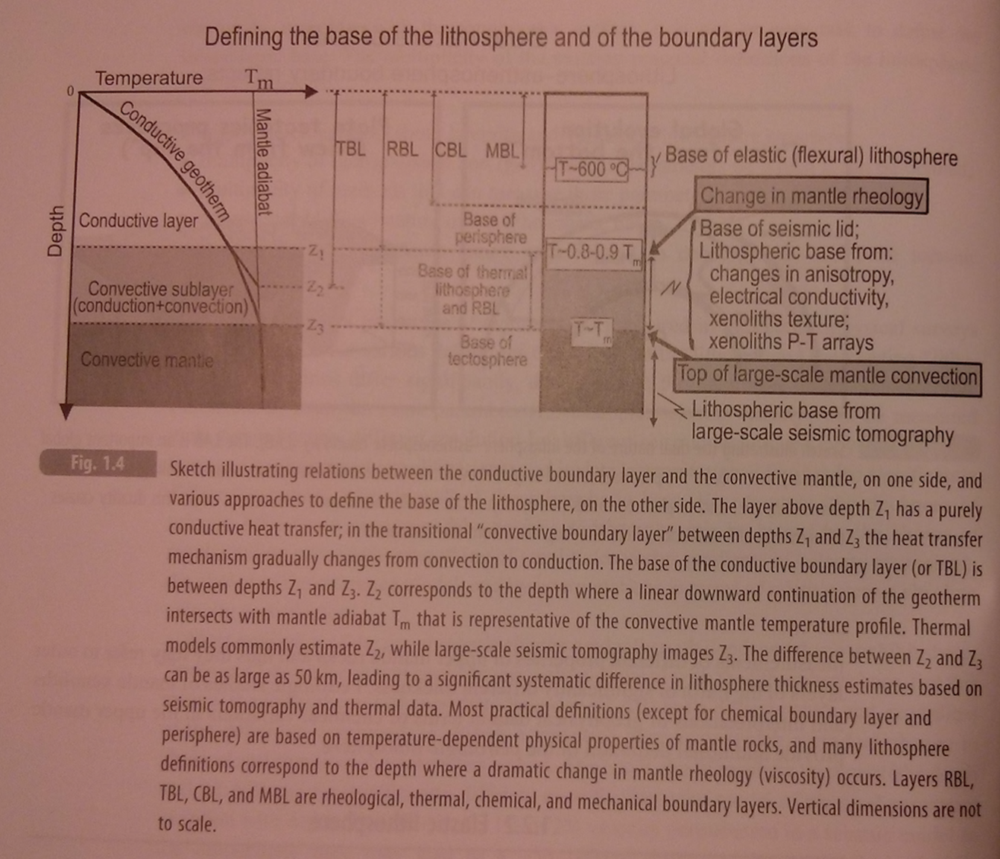 Defining the base of the lithosphere and of the boundary layers
Temperature
Tm
0
Depth
Conductive geotherm
Mantle adiabat
Conductive layer
Convective sublayer
(conduction+convection)
Convective mantle
Z1
Z2
Z3
TBL
RBL
CBL
MBL
Base of
perisphere
Base of thermal
lithosphere
and RBL
Base of
tectosphere
T~600 ºC
T~0.8-0.9 Tm
T~Tm
Base of elastic (flexural) lithosphere
Change in mantle rheology
Base of seismic lid;
Lithospheric base from:
changes in anisotropy,
electrical conductivity,
xenoliths texture;
xenoliths P-T arrays
Top of large-scale mantle convection
Lithospheric base from
large-scale seismic tomography
Fig. 1.4
Sketch illustrating relations between the conductive boundary layer and the convective mantle, on one side, and
various approaches to define the base of the lithosphere, on the other side. The layer above depth Z1 has a purely
conductive heat transfer; in the transitional “convective boundary layer” between depths Z1 and Z3 the heat transfer
mechanism gradually changes from convection to conduction. The base of the conductive boundary layer (or TBL) is
between depths Z1 and Z3. Z2 corresponds to the depth where a linear downward continuation of the geotherm
intersects with mantle adiabat Tm that is representative of the convective mantle temperature profile. Thermal
models commonly estimate Z2, while large-scale seismic tomography images Z3. The difference between Z2 and Z3
can be as large as 50 km, leading to a significant systematic difference in lithosphere thickness estimates based on
seismic tomography and thermal data. Most practical definitions (except for chemical boundary layer and
perisphere) are based on temperature-dependent physical properties of mantle rocks, and many lithosphere
definitions correspond to the depth where a dramatic change in mantle rheology (viscosity) occurs. Layers RBL,
TBL, CBL, and MBL are rheological, thermal, chemical, and mechanical boundary layers. Vertical dimensions are not
to scale.